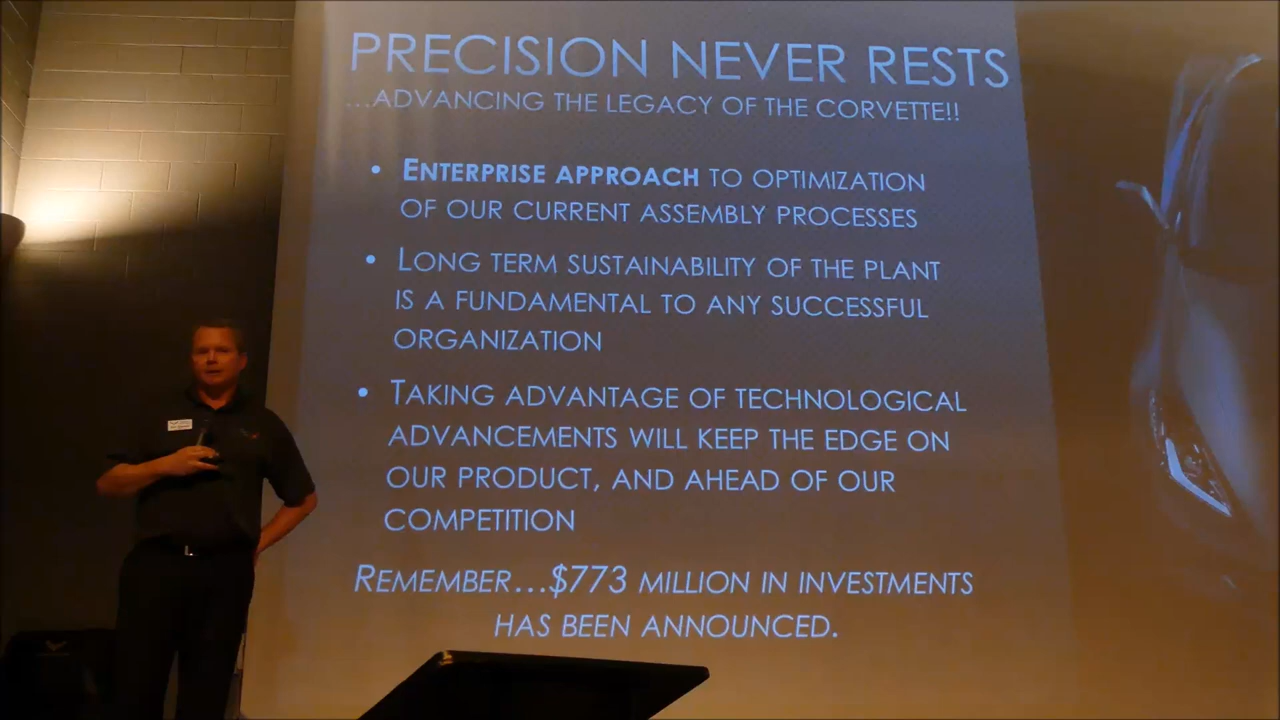 PRECISION NEVER RESTS
...ADVANCING THE LEGACY OF THE CORVETTE!!
• ENTERPRISE APPROACH TO OPTIMIZATION
OF OUR CURRENT ASSEMBLY PROCESSES
• LONG TERM SUSTAINABILITY OF THE PLANT
IS A FUNDAMENTAL TO ANY SUCCESSFUL
ORGANIZATION
• TAKING ADVANTAGE OF TECHNOLOGICAL
ADVANCEMENTS WILL KEEP THE EDGE ON
OUR PRODUCT, AND AHEAD OF OUR
COMPETITION
REMEMBER...$773 MILLION IN INVESTMENTS
HAS BEEN ANNOUNCED.